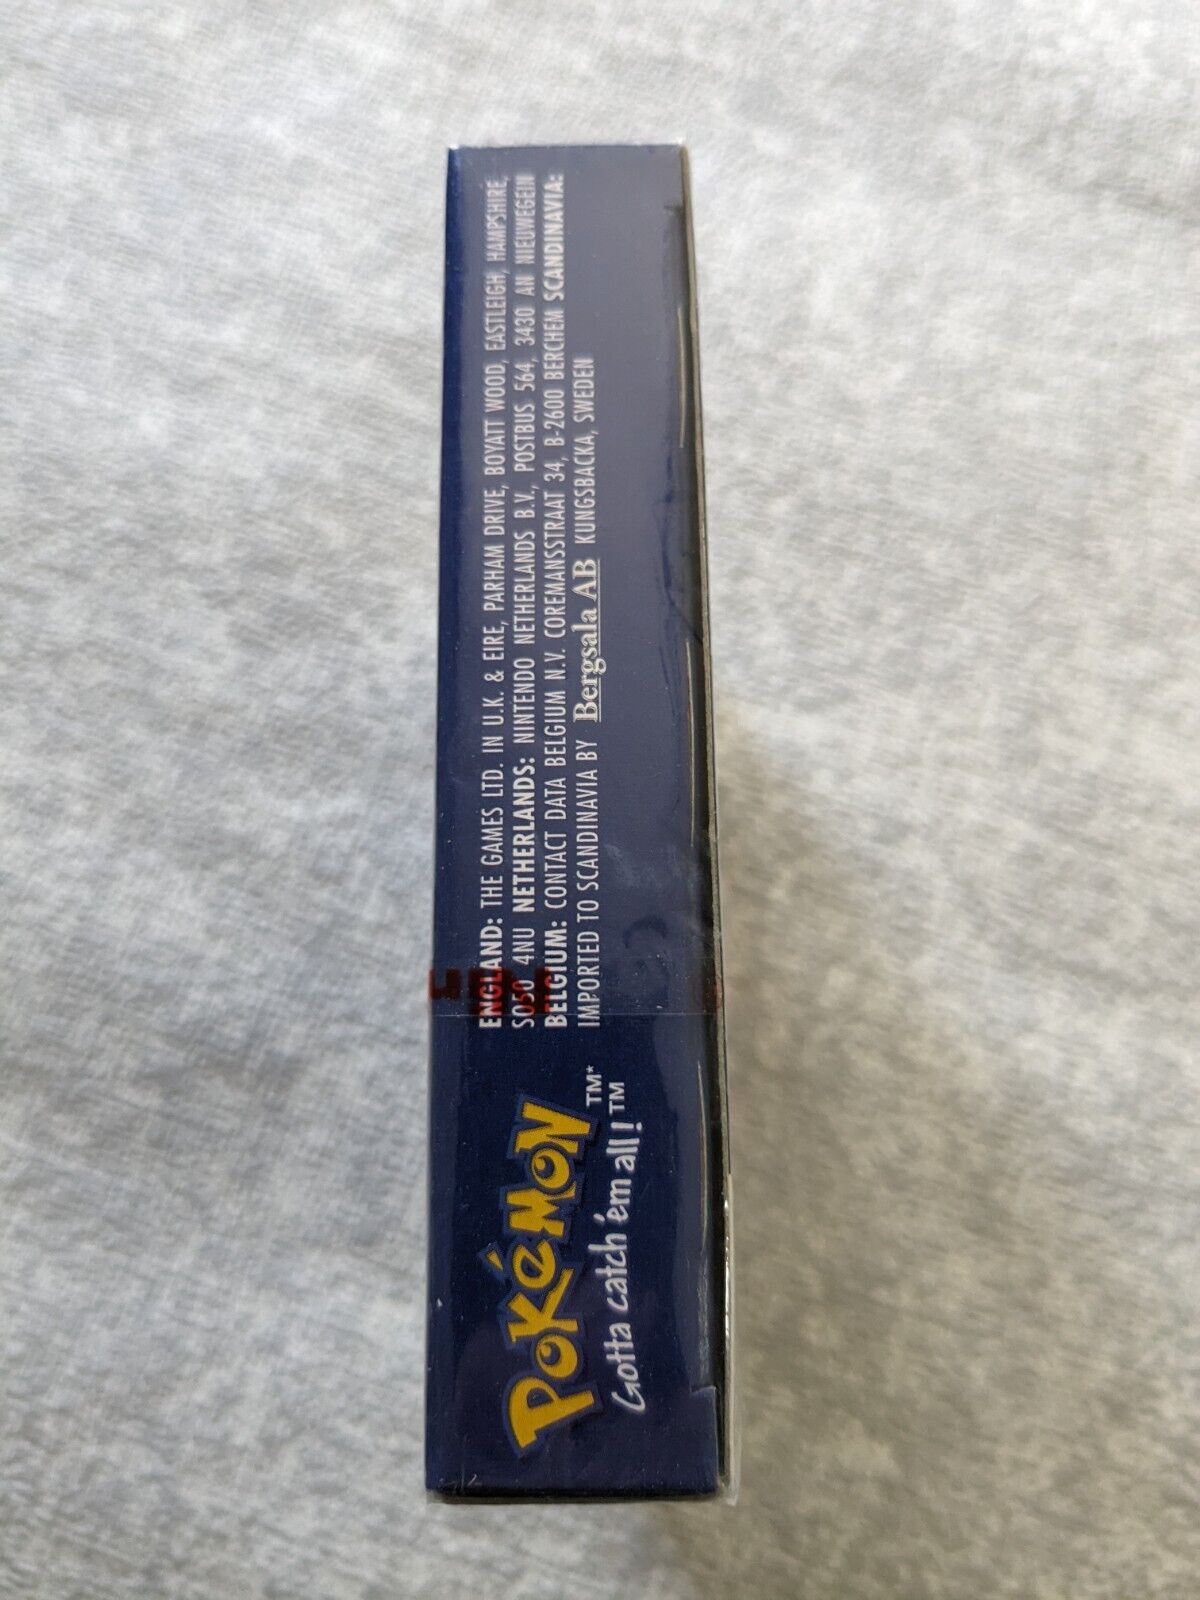 POKéMON™*
Gotta catch 'em all!™
ENGLAND: THE GAMES LTD. IN U.K. & EIRE, PARHAM DRIVE, BOYATT WOOD, EASTLEIGH, HAMPSHIRE,
SO50 4NU NETHERLANDS: NINTENDO NETHERLANDS B.V., POSTBUS 564, 3430 AN NIEUWEGEIN
BELGIUM: CONTACT DATA BELGIUM N.V. COREMANSSTRAAT 34, B-2600 BERCHEM SCANDINAVIA:
IMPORTED TO SCANDINAVIA BY Bergsala AB KUNGSBACKA, SWEDEN